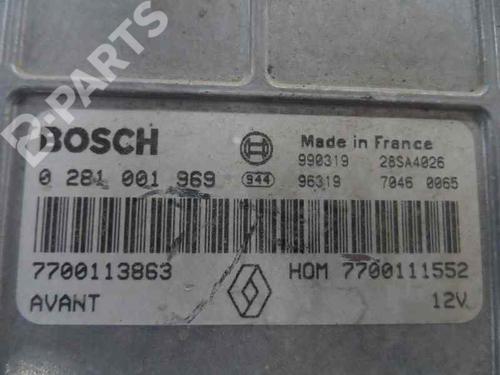 B-PARTS
BOSCH
Made in France
990319 28SA4026
0 281 001 969 944 96319 7046 0065
7700113863 HOM 7700111552
AVANT 12V